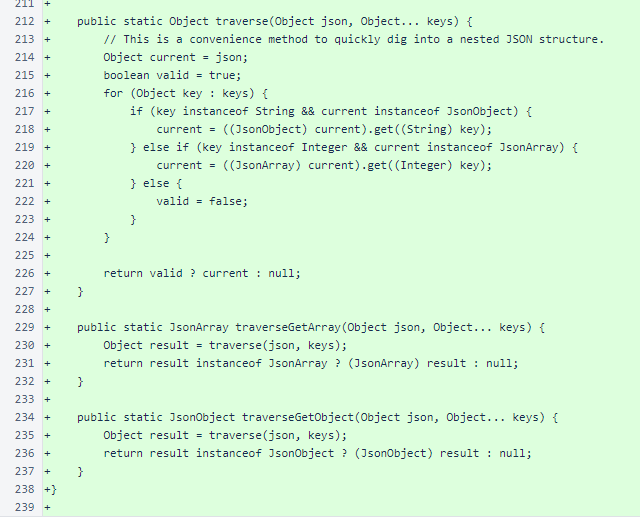 211 +
212 +    public static Object traverse(Object json, Object... keys) {
213 +        // This is a convenience method to quickly dig into a nested JSON structure.
214 +        Object current = json;
215 +        boolean valid = true;
216 +        for (Object key : keys) {
217 +            if (key instanceof String && current instanceof JsonObject) {
218 +                current = ((JsonObject) current).get((String) key);
219 +            } else if (key instanceof Integer && current instanceof JsonArray) {
220 +                current = ((JsonArray) current).get((Integer) key);
221 +            } else {
222 +                valid = false;
223 +            }
224 +        }
225 +
226 +        return valid ? current : null;
227 +    }
228 +
229 +    public static JsonArray traverseGetArray(Object json, Object... keys) {
230 +        Object result = traverse(json, keys);
231 +        return result instanceof JsonArray ? (JsonArray) result : null;
232 +    }
233 +
234 +    public static JsonObject traverseGetObject(Object json, Object... keys) {
235 +        Object result = traverse(json, keys);
236 +        return result instanceof JsonObject ? (JsonObject) result : null;
237 +    }
238 +}
239 +